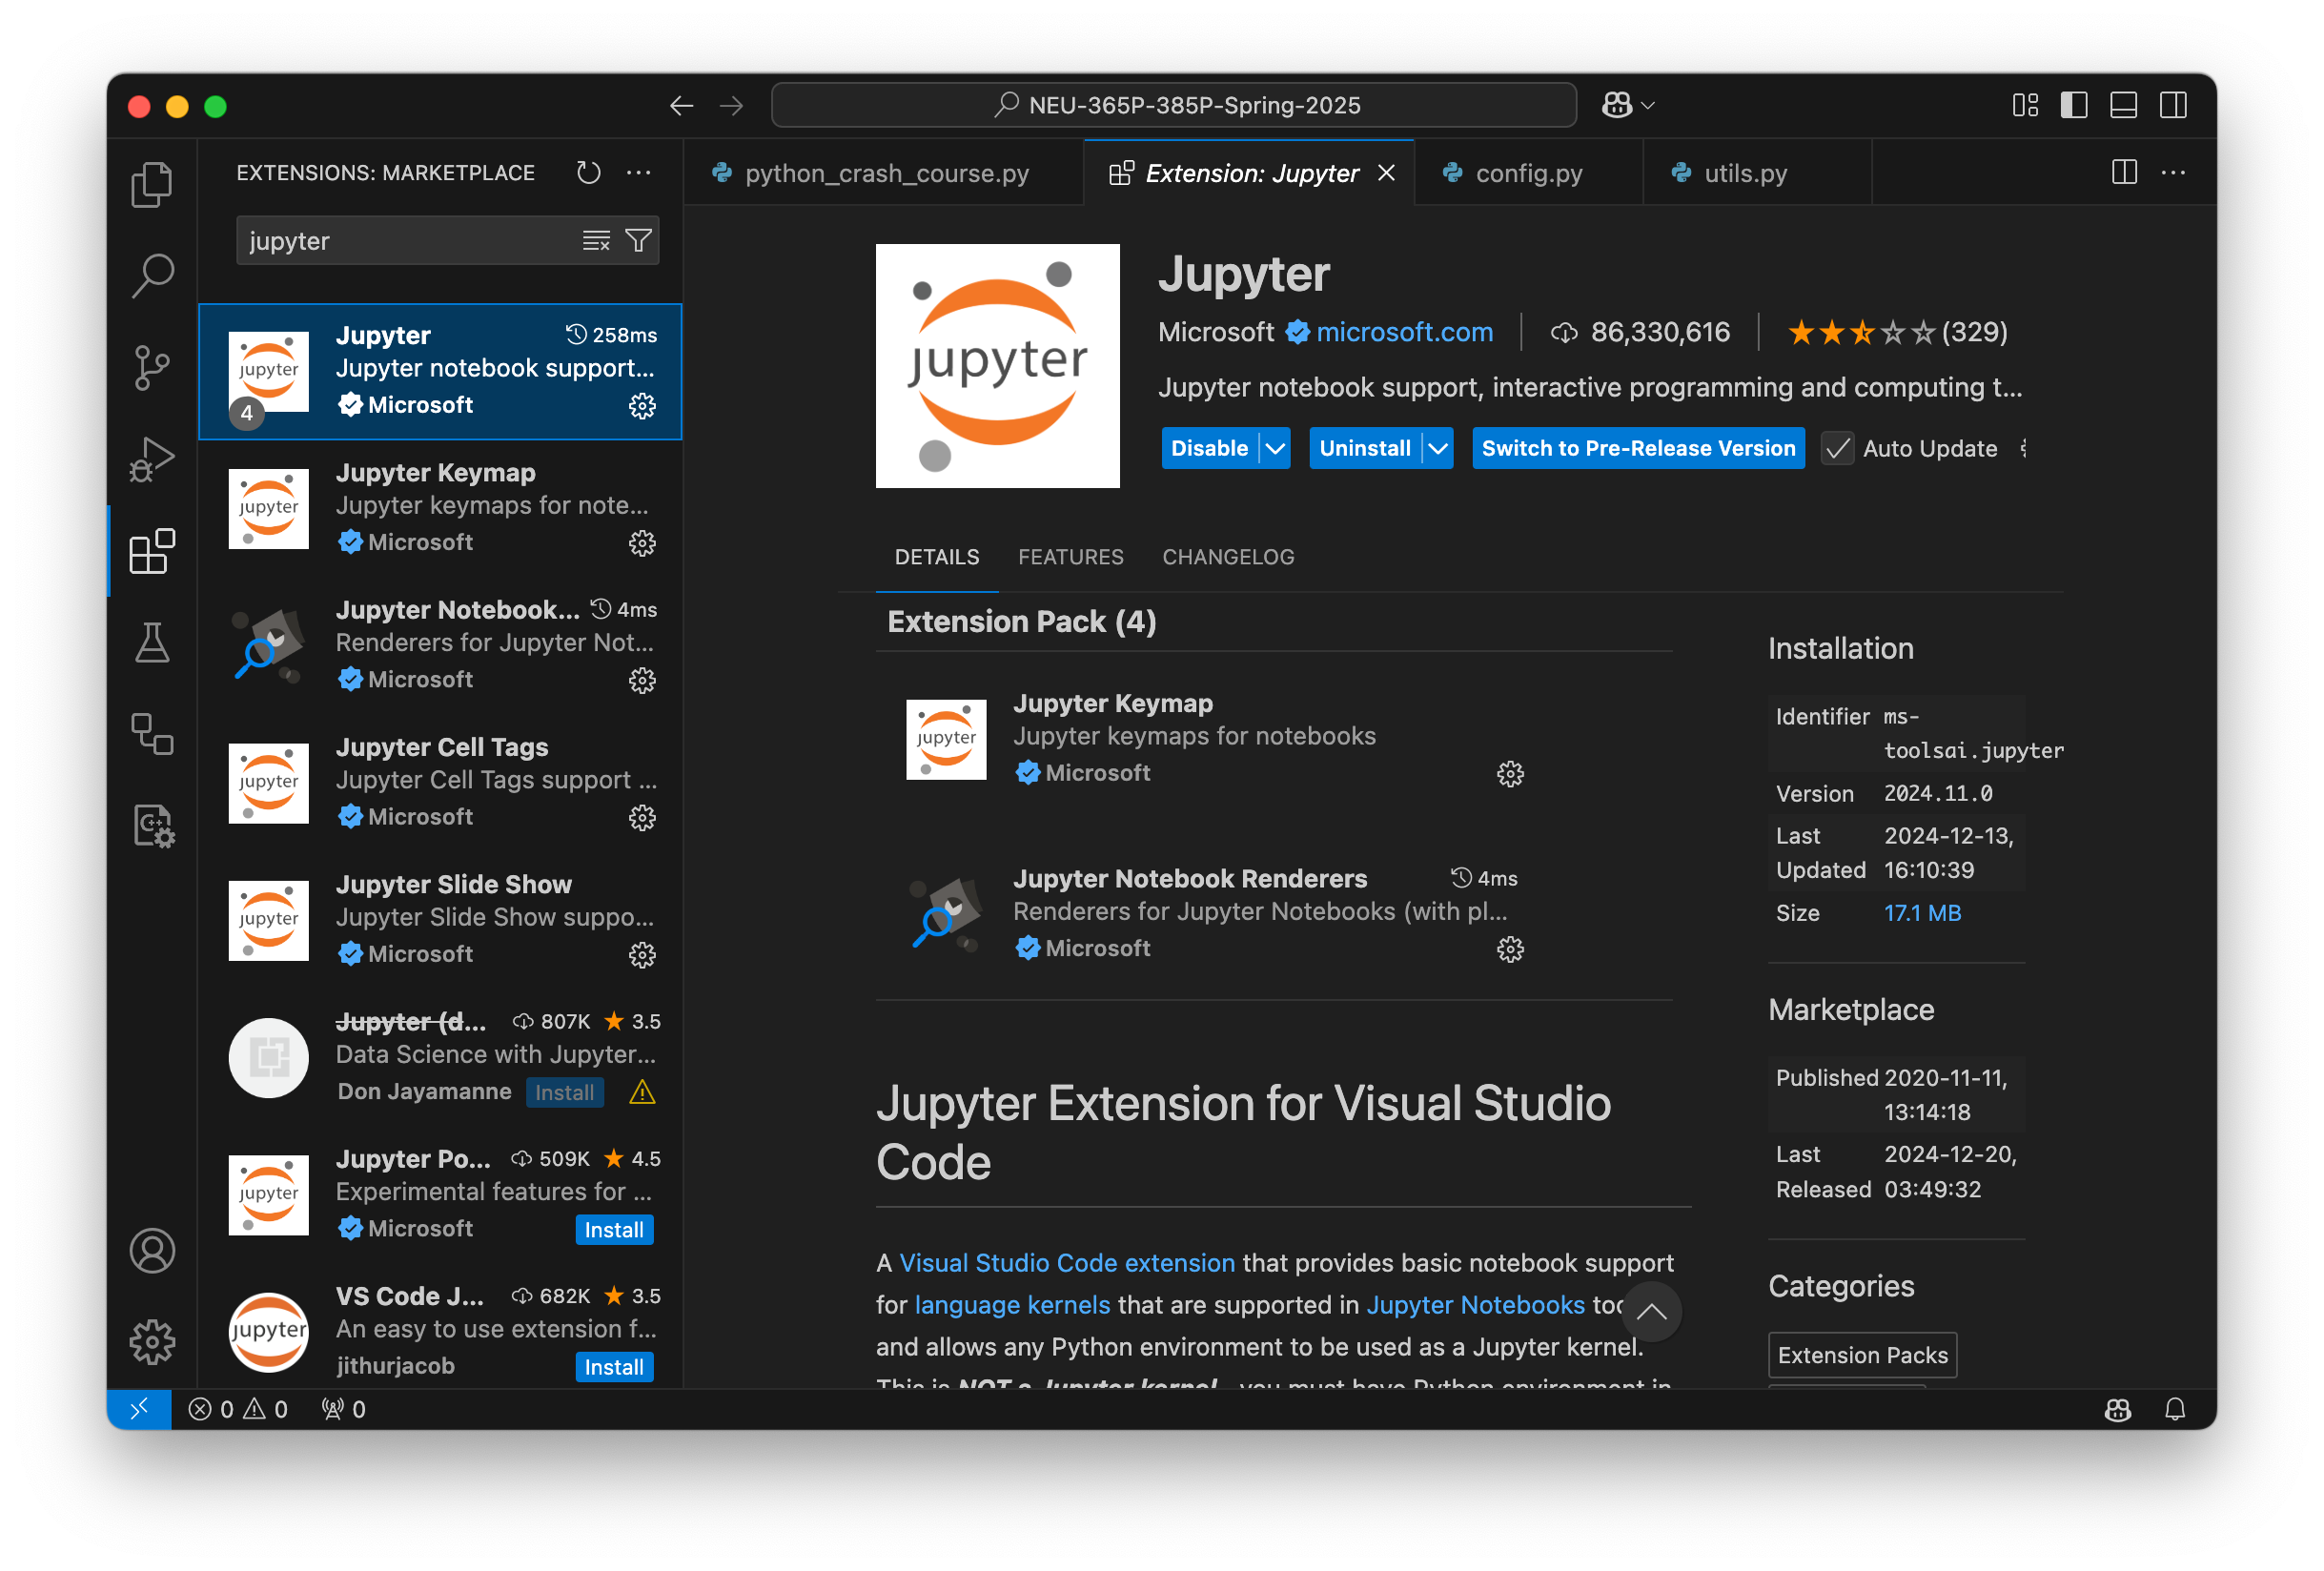 NEU-365P-385P-Spring-2025
EXTENSIONS: MARKETPLACE
jupyter
Jupyter 258ms
Jupyter notebook support...
Microsoft
4
Jupyter Keymap
Jupyter keymaps for note...
Microsoft
Jupyter Notebook... 4ms
Renderers for Jupyter Not...
Microsoft
Jupyter Cell Tags
Jupyter Cell Tags support ...
Microsoft
Jupyter Slide Show
Jupyter Slide Show suppo...
Microsoft
Jupyter (d... 807K 3.5
Data Science with Jupyter...
Don Jayamanne Install
Jupyter Po... 509K 4.5
Experimental features for ...
Microsoft Install
VS Code J... 682K 3.5
An easy to use extension f...
jithurjacob Install
python_crash_course.py Extension: Jupyter config.py utils.py
jupyter
Jupyter
Microsoft microsoft.com 86,330,616 (329)
Jupyter notebook support, interactive programming and computing t...
Disable Uninstall Switch to Pre-Release Version Auto Update
DETAILS FEATURES CHANGELOG
Extension Pack (4)
Jupyter Keymap
Jupyter keymaps for notebooks
Microsoft
Jupyter Notebook Renderers 4ms
Renderers for Jupyter Notebooks (with pl...
Microsoft
Jupyter Extension for Visual Studio
Code
A Visual Studio Code extension that provides basic notebook support
for language kernels that are supported in Jupyter Notebooks
and allows any Python environment to be used as a Jupyter kernel.
This is NOT a Jupyter kernel you must have Python environment in
Installation
Identifier ms-
toolsai.jupyter
Version 2024.11.0
Last 2024-12-13,
Updated 16:10:39
Size 17.1 MB
Marketplace
Published 2020-11-11,
13:14:18
Last 2024-12-20,
Released 03:49:32
Categories
Extension Packs
0 0 0